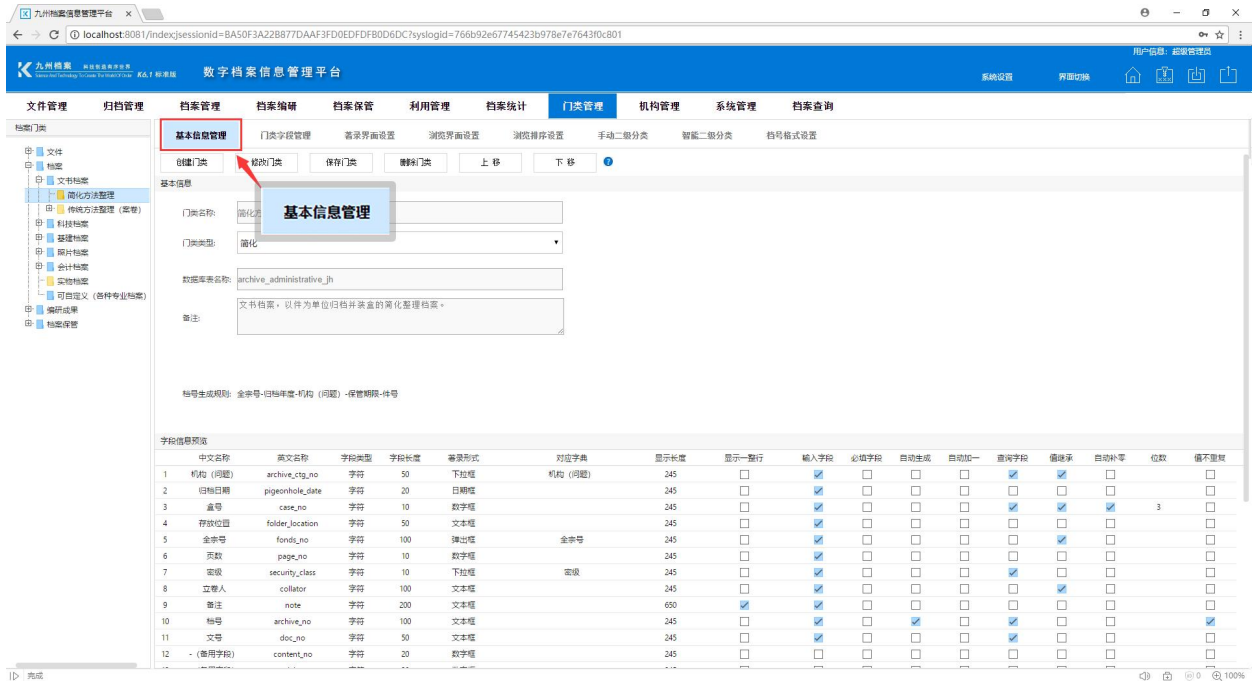 九州档案信息管理平台
localhost:8081/index;jsessionid=BA50F3A22B877DAAF3FD0EDFDFB0D6DC?syslogid=766b92e67745423b978e7e7643f0c801
用户信息: 超级管理员
九州档案 K6.1 标准版 数字档案信息管理平台 系统设置 界面切换
文件管理 归档管理 档案管理 档案编研 档案保管 利用管理 档案统计 门类管理 机构管理 系统管理 档案查询
档案门类
基本信息管理 门类字段管理 著录界面设置 浏览界面设置 浏览排序设置 手动二级分类 智能二级分类 档号格式设置
创建门类 修改门类 保存门类 删除门类 上 移 下 移 ?
文件
档案
文书档案
简化方法整理
传统方法整理（案卷）
科技档案
基建档案
照片档案
会计档案
实物档案
可自定义（各种专业档案）
编研成果
档案保管
基本信息
门类名称: 简化方
基本信息管理
门类类型: 简化
数据库表名称: archive_administrative_jh
备注: 文书档案，以件为单位归档并装盒的简化整理档案。
档号生成规则: 全宗号-归档年度-机构（问题）-保管期限-件号
字段信息预览
中文名称 英文名称 字段类型 字段长度 著录形式 对应字典 显示长度 显示一整行 输入字段 必填字段 自动生成 自动加一 查询字段 值继承 自动补零 位数 值不重复
1 机构（问题） archive_ctg_no 字符 50 下拉框 机构（问题） 245
2 归档日期 pigeonhole_date 字符 20 日期框 245
3 盒号 case_no 字符 10 数字框 245 3
4 存放位置 folder_location 字符 50 文本框 245
5 全宗号 fonds_no 字符 100 弹出框 全宗号 245
6 页数 page_no 字符 10 数字框 245
7 密级 security_class 字符 10 下拉框 密级 245
8 立卷人 collator 字符 100 文本框 245
9 备注 note 字符 200 文本框 650
10 档号 archive_no 字符 100 文本框 245
11 文号 doc_no 字符 50 文本框 245
12 -（备用字段） content_no 字符 20 数字框 245
完成 0 100%